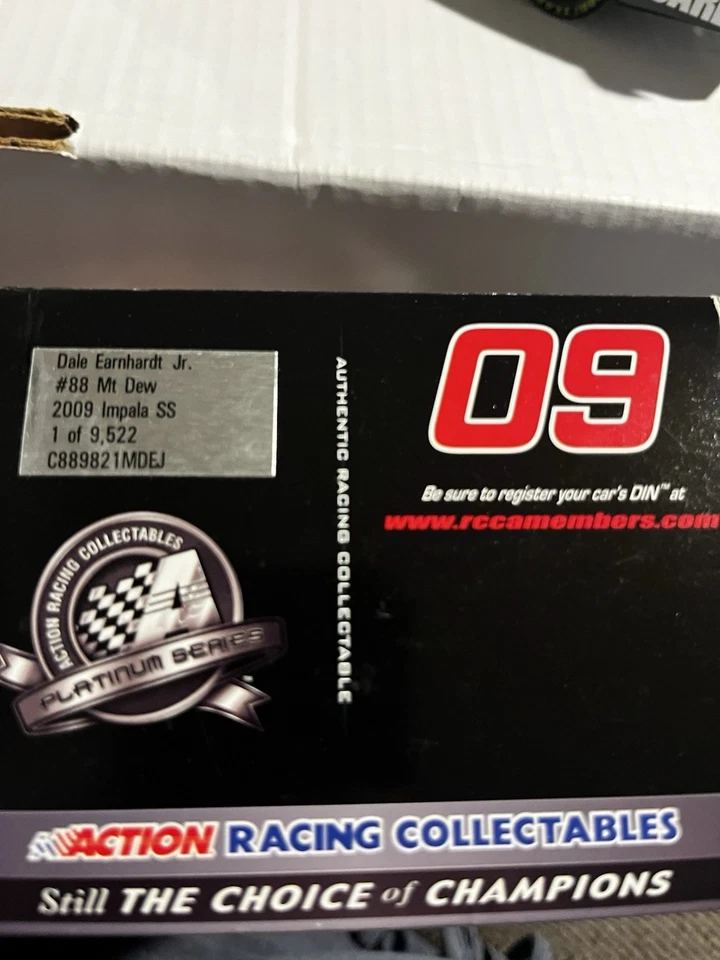 Dale Earnhardt Jr.
#88 Mt Dew
2009 Impala SS
1 of 9,522
C889821MDEJ
ACTION RACING COLLECTABLES
A
PLATINUM SERIES
AUTHENTIC RACING COLLECTABLE
09
Be sure to register your car's DIN™ at
www.rccamembers.com
ACTION RACING COLLECTABLES
Still THE CHOICE of CHAMPIONS